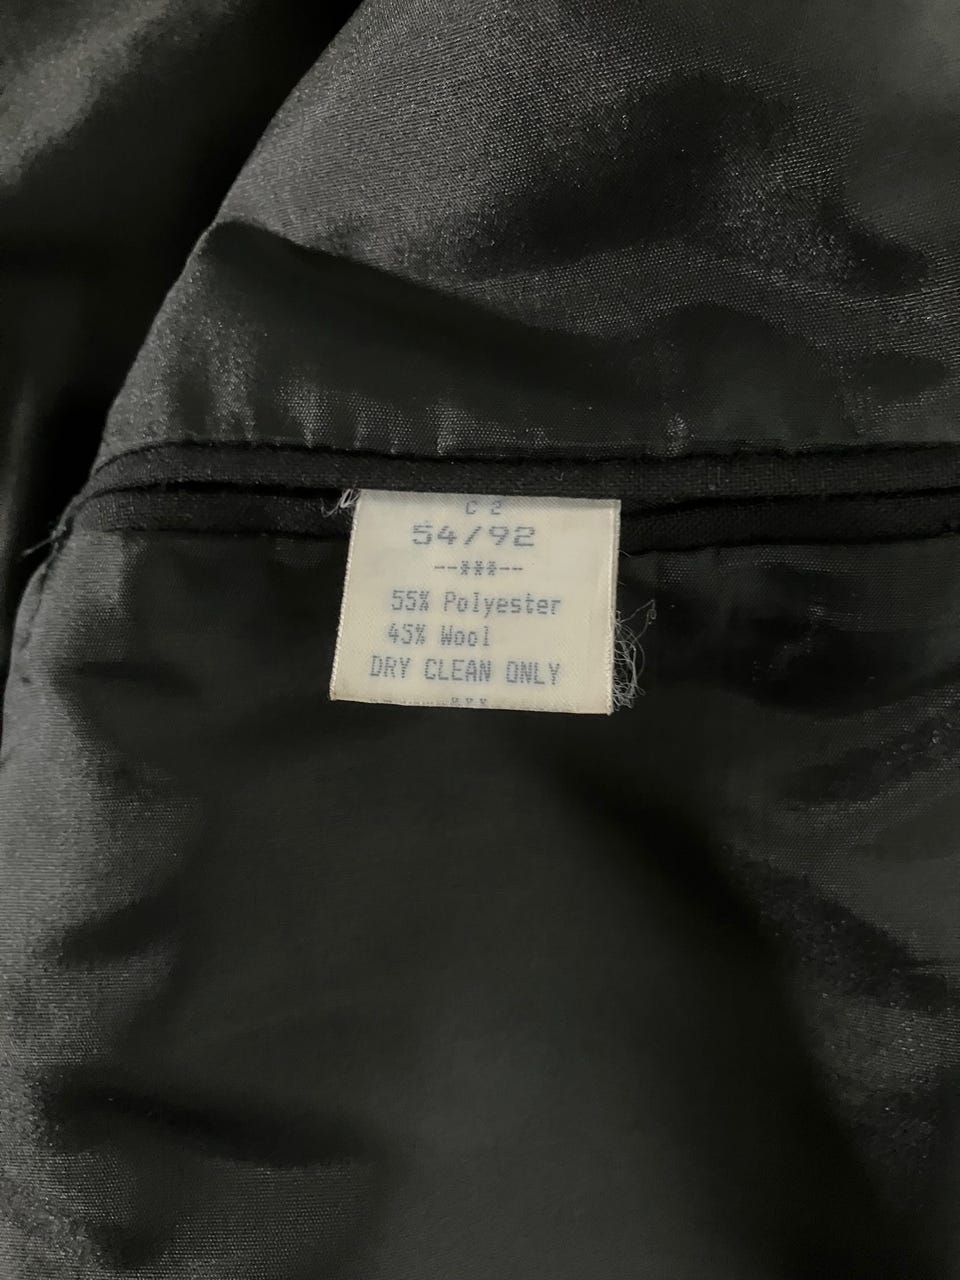 C 2
54/92
--***--
55% Polyester
45% Wool
DRY CLEAN ONLY
***